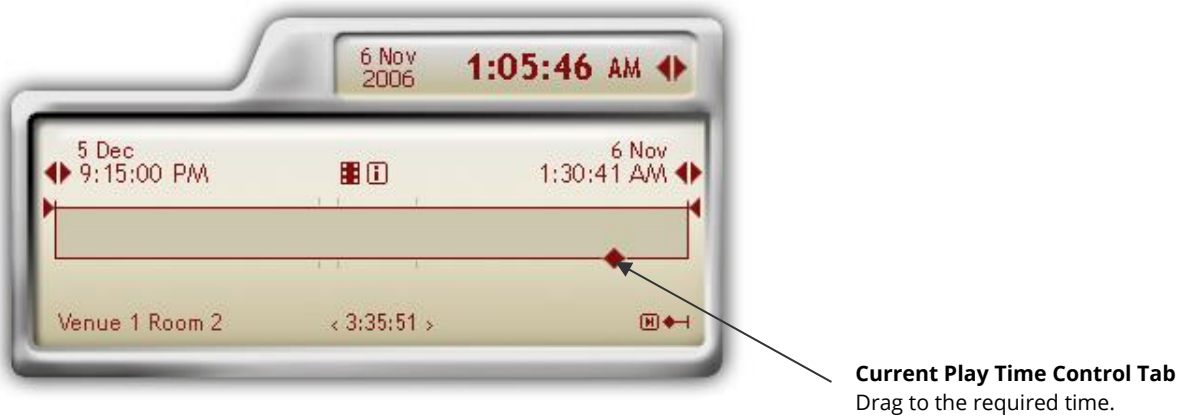 6 Nov
2006
1:05:46 AM
5 Dec
9:15:00 PM
6 Nov
1:30:41 AM
Venue 1 Room 2
< 3:35:51 >
Current Play Time Control Tab
Drag to the required time.